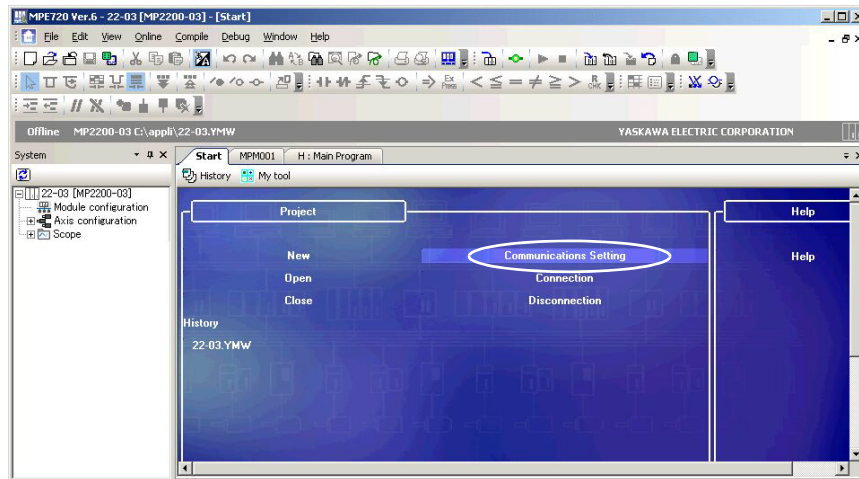 MPE720 Ver.6 - 22-03 [MP2200-03] - [Start]
File Edit View Online Compile Debug Window Help
Offline MP2200-03 C:\appli\22-03.YMW YASKAWA ELECTRIC CORPORATION
System
Start MPM001 H : Main Program
History My tool
22-03 [MP2200-03]
Module configuration
Axis configuration
Scope
Project
Help
New Communications Setting Help
Open Connection
Close Disconnection
History
22-03.YMW